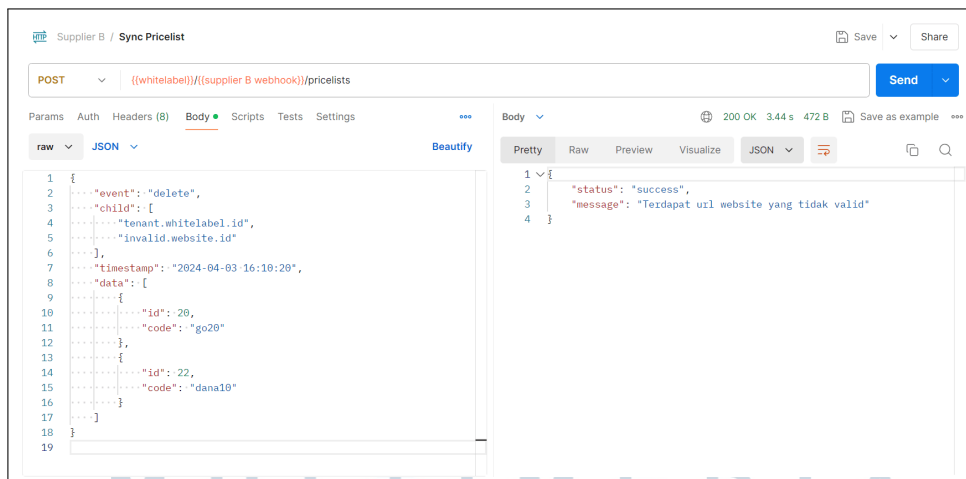 HTTP Supplier B / Sync Pricelist Save Share
POST {{whitelabel}}/{{supplier B webhook}}/pricelists Send
Params Auth Headers (8) Body Scripts Tests Settings
Body 200 OK 3.44 s 472 B Save as example
raw JSON Beautify
Pretty Raw Preview Visualize JSON
1 {
2 "event": "delete",
3 "child": [
4 "tenant.whitelabel.id",
5 "invalid.website.id"
6 ],
7 "timestamp": "2024-04-03 16:10:20",
8 "data": [
9 {
10 "id": 20,
11 "code": "go20"
12 },
13 {
14 "id": 22,
15 "code": "dana10"
16 }
17 ]
18 }
19
1 {
2 "status": "success",
3 "message": "Terdapat url website yang tidak valid"
4 }